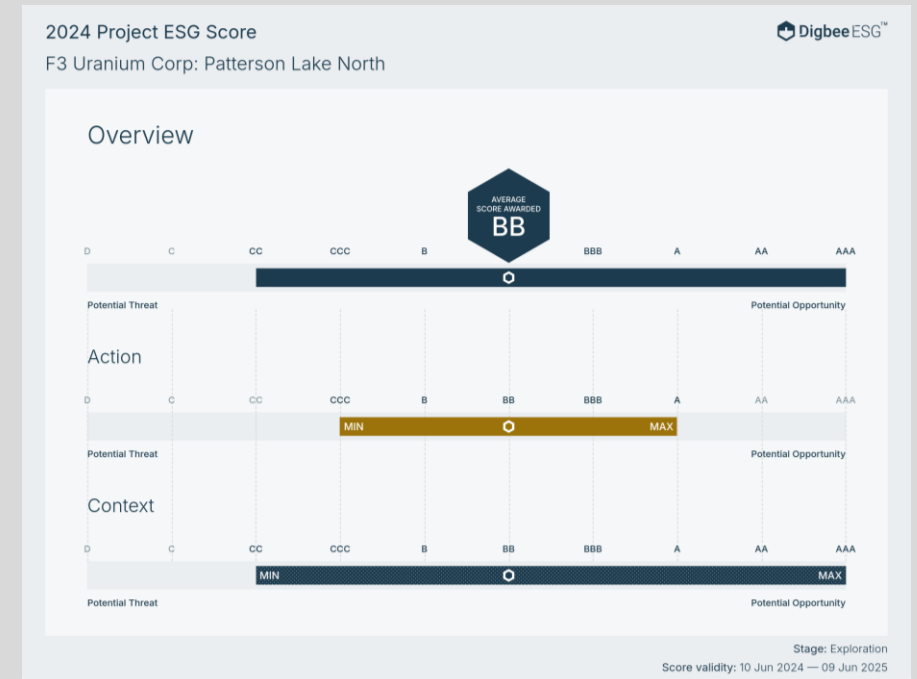 2024 Project ESG Score
DigbeeESG™
F3 Uranium Corp: Patterson Lake North
Overview
AVERAGE
SCORE AWARDED
BB
D C CC CCC B BBB A AA AAA
Potential Threat Potential Opportunity
Action
D C CC CCC B BB BBB A AA AAA
MIN MAX
Potential Threat Potential Opportunity
Context
D C CC CCC B BB BBB A AA AAA
MIN MAX
Potential Threat Potential Opportunity
Stage: Exploration
Score validity: 10 Jun 2024 — 09 Jun 2025